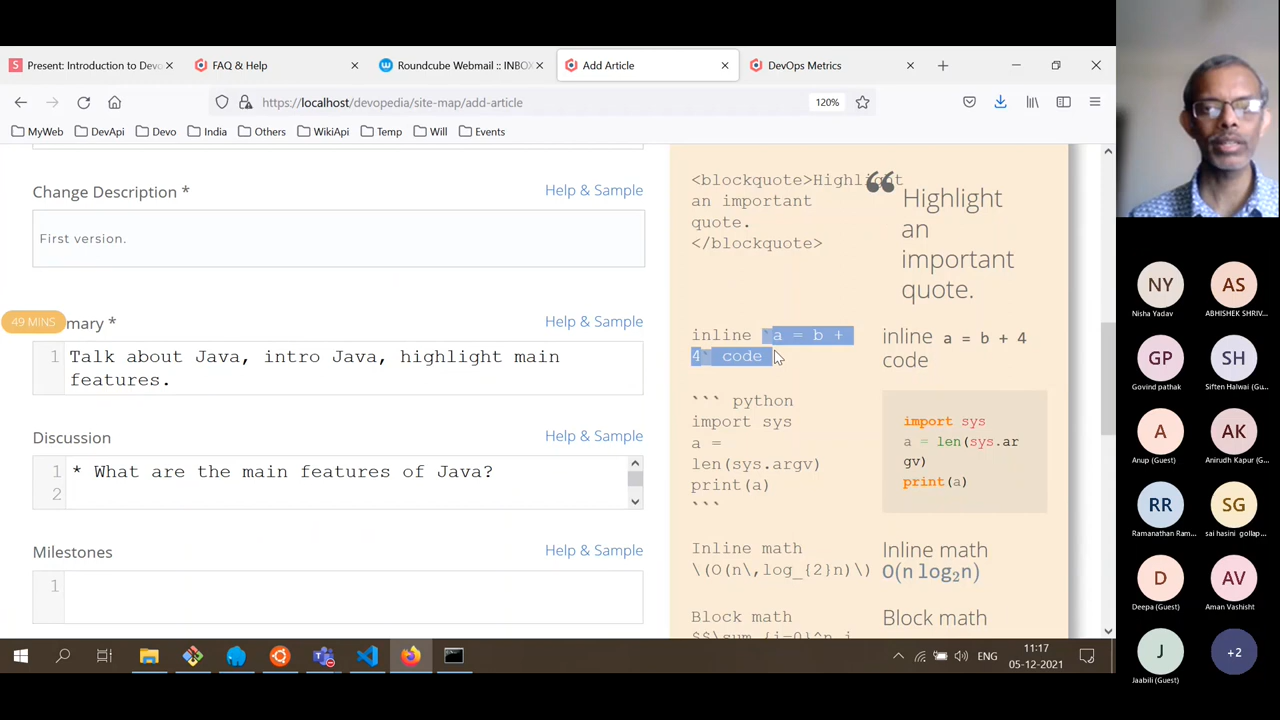 Present: Introduction to Devo
FAQ & Help
Roundcube Webmail :: INBOX
Add Article
DevOps Metrics
https://localhost/devopedia/site-map/add-article
120%
MyWeb
DevApi
Devo
India
Others
WikiApi
Temp
Will
Events
Change Description *
Help & Sample
First version.
49 MINS
mary *
Help & Sample
1
Talk about Java, intro Java, highlight main
features.
Discussion
Help & Sample
1
* What are the main features of Java?
2
Milestones
Help & Sample
1
<blockquote>Highlight
an important
quote.
</blockquote>
Highlight
an
important
quote.
inline `a = b +
4` code
inline a = b + 4
code
``` python
import sys
a =
len(sys.argv)
print(a)
```
import sys
a = len(sys.ar
gv)
print(a)
Inline math
\(O(n\,log_{2}n)\)
Inline math
O(n log₂n)
Block math
$$\sum_{i=0}^n i
Block math
ENG
11:17
05-12-2021
NY
Nisha Yadav
AS
ABHISHEK SHRIV...
GP
Govind pathak
SH
Siften Halwai (Gu...
A
Anup (Guest)
AK
Anirudh Kapur (G...
RR
Ramanathan Ram...
SG
sai hasini gollap...
D
Deepa (Guest)
AV
Aman Vashisht
J
Jaabili (Guest)
+2